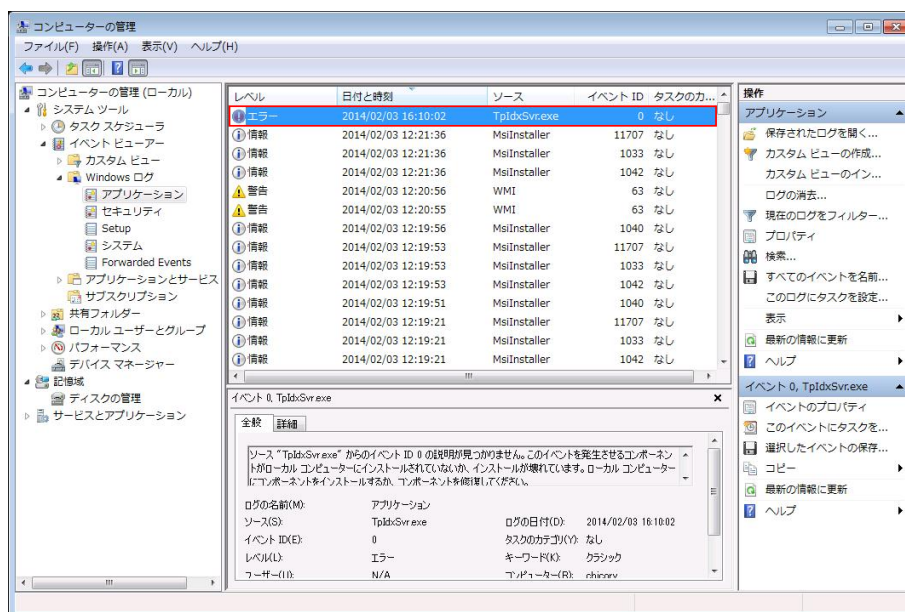 コンピューターの管理
ファイル(F) 操作(A) 表示(V) ヘルプ(H)
コンピューターの管理 (ローカル)
システム ツール
タスク スケジューラ
イベント ビューアー
カスタム ビュー
Windows ログ
アプリケーション
セキュリティ
Setup
システム
Forwarded Events
アプリケーションとサービス
サブスクリプション
共有フォルダー
ローカル ユーザーとグループ
パフォーマンス
デバイス マネージャー
記憶域
ディスクの管理
サービスとアプリケーション
レベル 日付と時刻 ソース イベント ID タスクのカ...
エラー 2014/02/03 16:10:02 TpIdxSvr.exe 0 なし
情報 2014/02/03 12:21:36 MsiInstaller 11707 なし
情報 2014/02/03 12:21:36 MsiInstaller 1033 なし
情報 2014/02/03 12:21:36 MsiInstaller 1042 なし
警告 2014/02/03 12:20:56 WMI 63 なし
警告 2014/02/03 12:20:55 WMI 63 なし
情報 2014/02/03 12:19:56 MsiInstaller 1040 なし
情報 2014/02/03 12:19:53 MsiInstaller 11707 なし
情報 2014/02/03 12:19:53 MsiInstaller 1033 なし
情報 2014/02/03 12:19:53 MsiInstaller 1042 なし
情報 2014/02/03 12:19:51 MsiInstaller 1040 なし
情報 2014/02/03 12:19:21 MsiInstaller 11707 なし
情報 2014/02/03 12:19:21 MsiInstaller 1033 なし
情報 2014/02/03 12:19:21 MsiInstaller 1042 なし
イベント 0, TpIdxSvr.exe
全般 詳細
ソース "TpIdxSvr.exe" からのイベント ID 0 の説明が見つかりません。このイベントを発生させるコンポーネン
トがローカル コンピューターにインストールされていないか、インストールが壊れています。ローカル コンピューター
にコンポーネントをインストールするか、コンポーネントを修復してください。
ログの名前(M): アプリケーション
ソース(S): TpIdxSvr.exe ログの日付(D): 2014/02/03 16:10:02
イベント ID(E): 0 タスクのカテゴリ(Y): なし
レベル(L): エラー キーワード(K): クラシック
ユーザー(U): N/A コンピューター(R): chicory
操作
アプリケーション
保存されたログを開く...
カスタム ビューの作成...
カスタム ビューのイン...
ログの消去...
現在のログをフィルター...
プロパティ
検索...
すべてのイベントを名前...
このログにタスクを設定...
表示
最新の情報に更新
ヘルプ
イベント 0, TpIdxSvr.exe
イベントのプロパティ
このイベントにタスクを...
選択したイベントの保存...
コピー
最新の情報に更新
ヘルプ